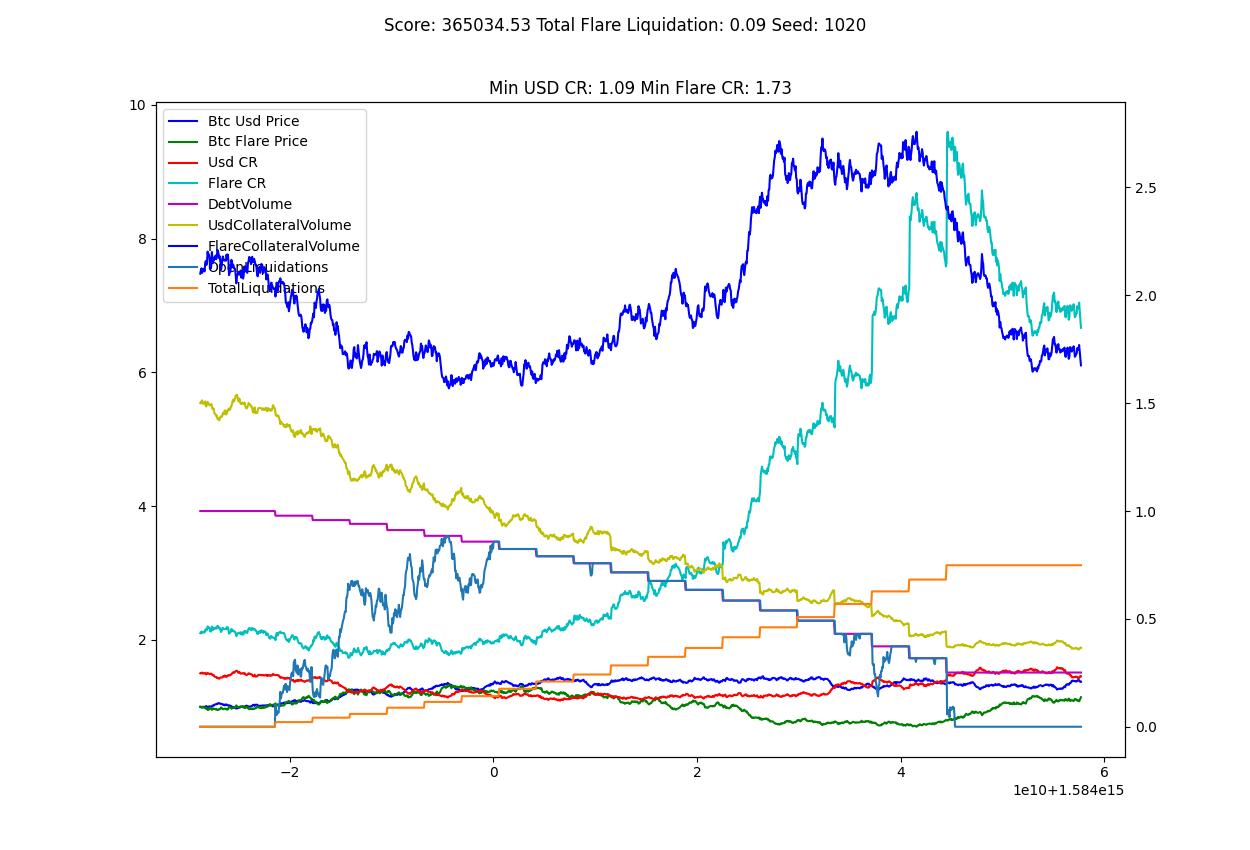 Score: 365034.53 Total Flare Liquidation: 0.09 Seed: 1020
Min USD CR: 1.09 Min Flare CR: 1.73
10
8
6
4
2
Btc Usd Price
Btc Flare Price
Usd CR
Flare CR
DebtVolume
UsdCollateralVolume
FlareCollateralVolume
OpenLiquidations
TotalLiquidations
2.5
2.0
1.5
1.0
0.5
0.0
−2 0 2 4 6
1e10+1.584e15